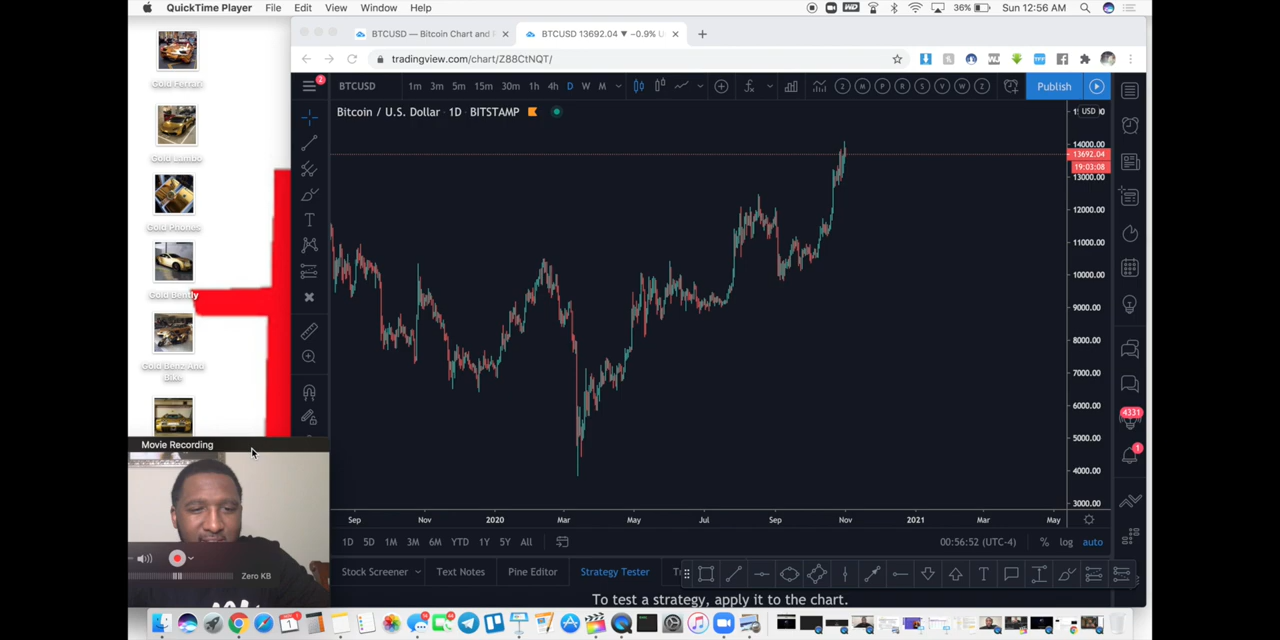 QuickTime Player File Edit View Window Help
36% Sun 12:56 AM
BTCUSD — Bitcoin Chart and
BTCUSD 13692.04 ▼ −0.9%
tradingview.com/chart/Z88CtNQT/
2 BTCUSD 1m 3m 5m 15m 30m 1h 4h D W M
2 M P R S V W Z Publish
Bitcoin / U.S. Dollar · 1D · BITSTAMP
USD
14000.00
13692.04
19:03:08
13000.00
12000.00
11000.00
10000.00
9000.00
8000.00
7000.00
6000.00
5000.00
4000.00
3000.00
4331
1
Gold Ferrari
Gold Lambo
Gold Phones
Gold Bently
Gold Benz And
Bike
Movie Recording
Zero KB
Sep Nov 2020 Mar May Jul Sep Nov 2021 Mar May
1D 5D 1M 3M 6M YTD 1Y 5Y All
00:56:52 (UTC-4) % log auto
Stock Screener Text Notes Pine Editor Strategy Tester
To test a strategy, apply it to the chart.